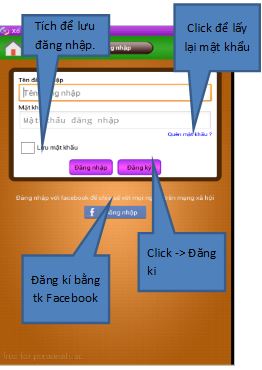 Tích để lưu
đăng nhập.
Click để lấy
lại mật khẩu
nhập
Tên đăng nhập
Tên đăng nhập
Mật khẩu
Mật khẩu đăng nhập
Quên mật khẩu ?
Lưu mật khẩu
Đăng nhập
Đăng ký
Đăng nhập với facebook để chia sẻ với mọi người trên mạng xã hội
f Đăng nhập
Click -> Đăng
kí
Đăng kí bằng
tk Facebook